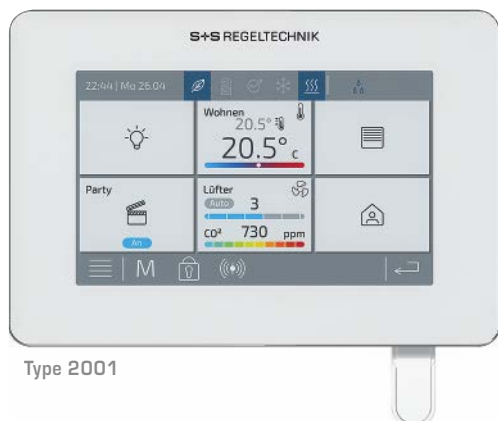 S+S REGELTECHNIK
22:44 | Mo 26.04
Wohnen
20.5°
20.5° c
Party
An
Lüfter
Auto 3
CO² 730 ppm
M
Type 2001